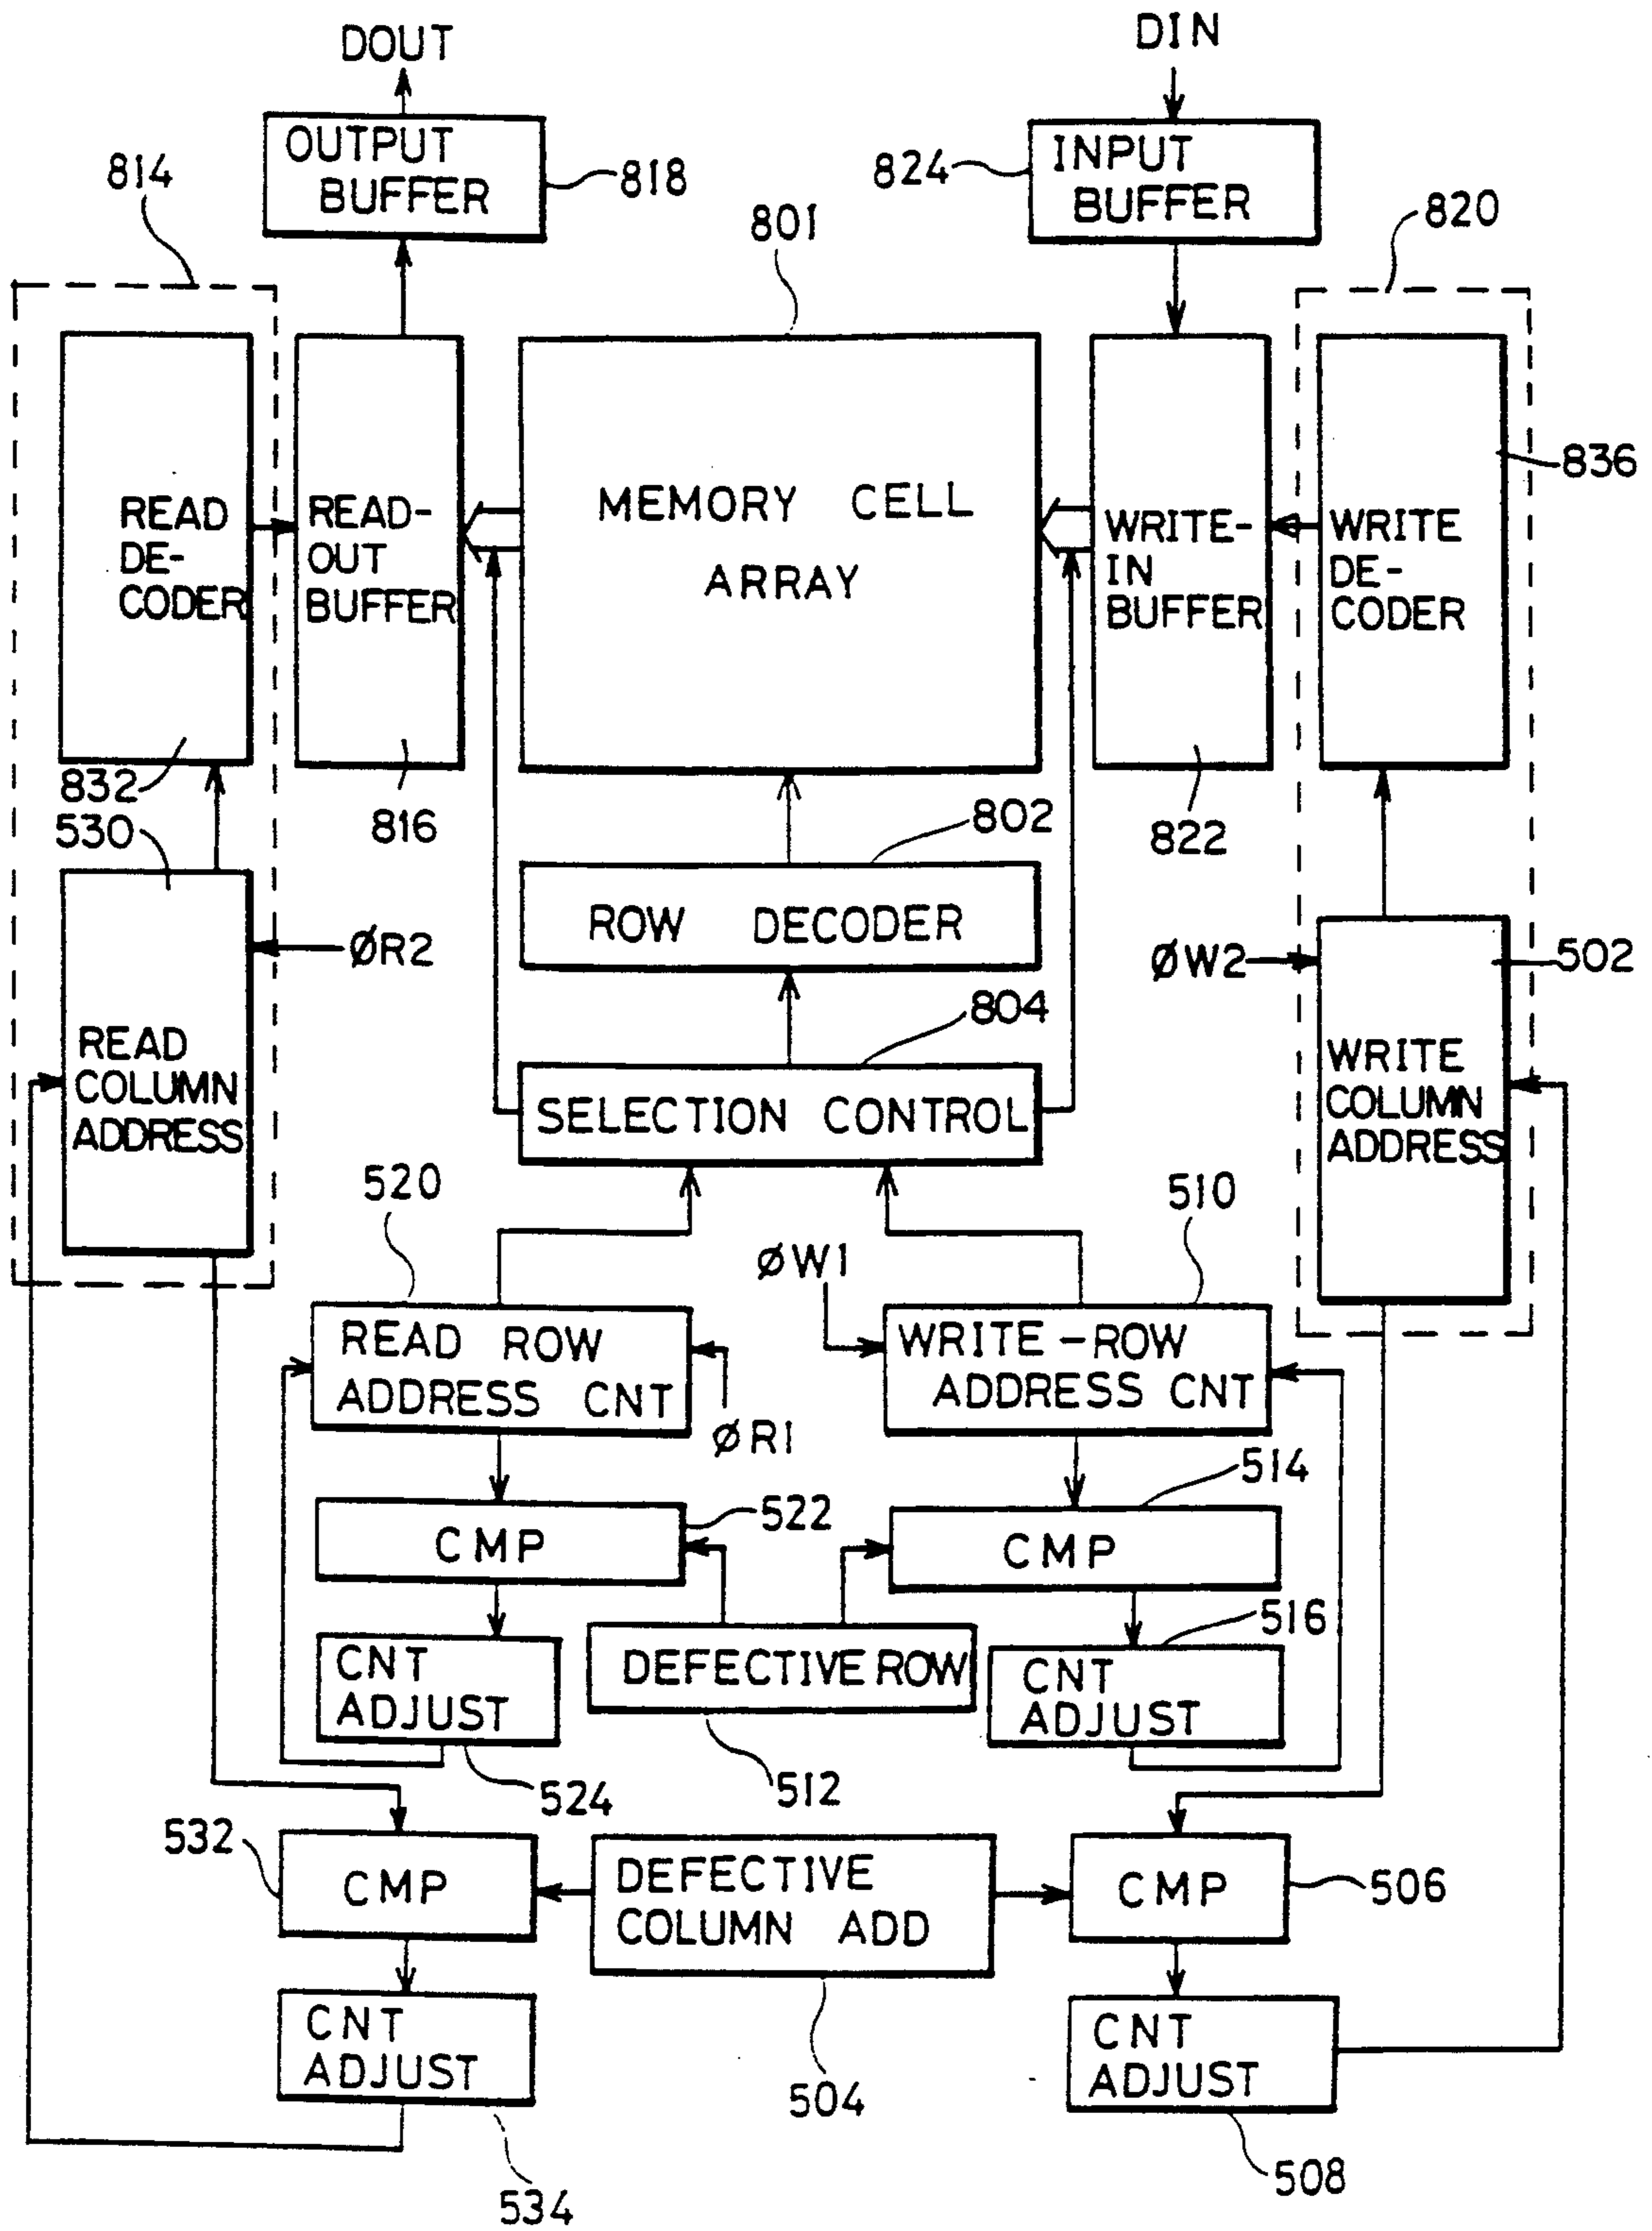 DOUT
DIN
OUTPUT
BUFFER
818
824
INPUT
BUFFER
814
801
820
READ
DE-
CODER
832
READ-
OUT
BUFFER
816
MEMORY CELL
ARRAY
WRITE-
IN
BUFFER
822
WRITE
DE-
CODER
836
530
802
ROW DECODER
ØR2
ØW2
502
804
READ
COLUMN
ADDRESS
SELECTION CONTROL
WRITE
COLUMN
ADDRESS
520
510
ØW1
READ ROW
ADDRESS CNT
ØR1
WRITE-ROW
ADDRESS CNT
522
514
CMP
CMP
516
CNT
ADJUST
DEFECTIVE ROW
CNT
ADJUST
524
512
532
CMP
DEFECTIVE
COLUMN ADD
CMP
506
CNT
ADJUST
504
CNT
ADJUST
534
508